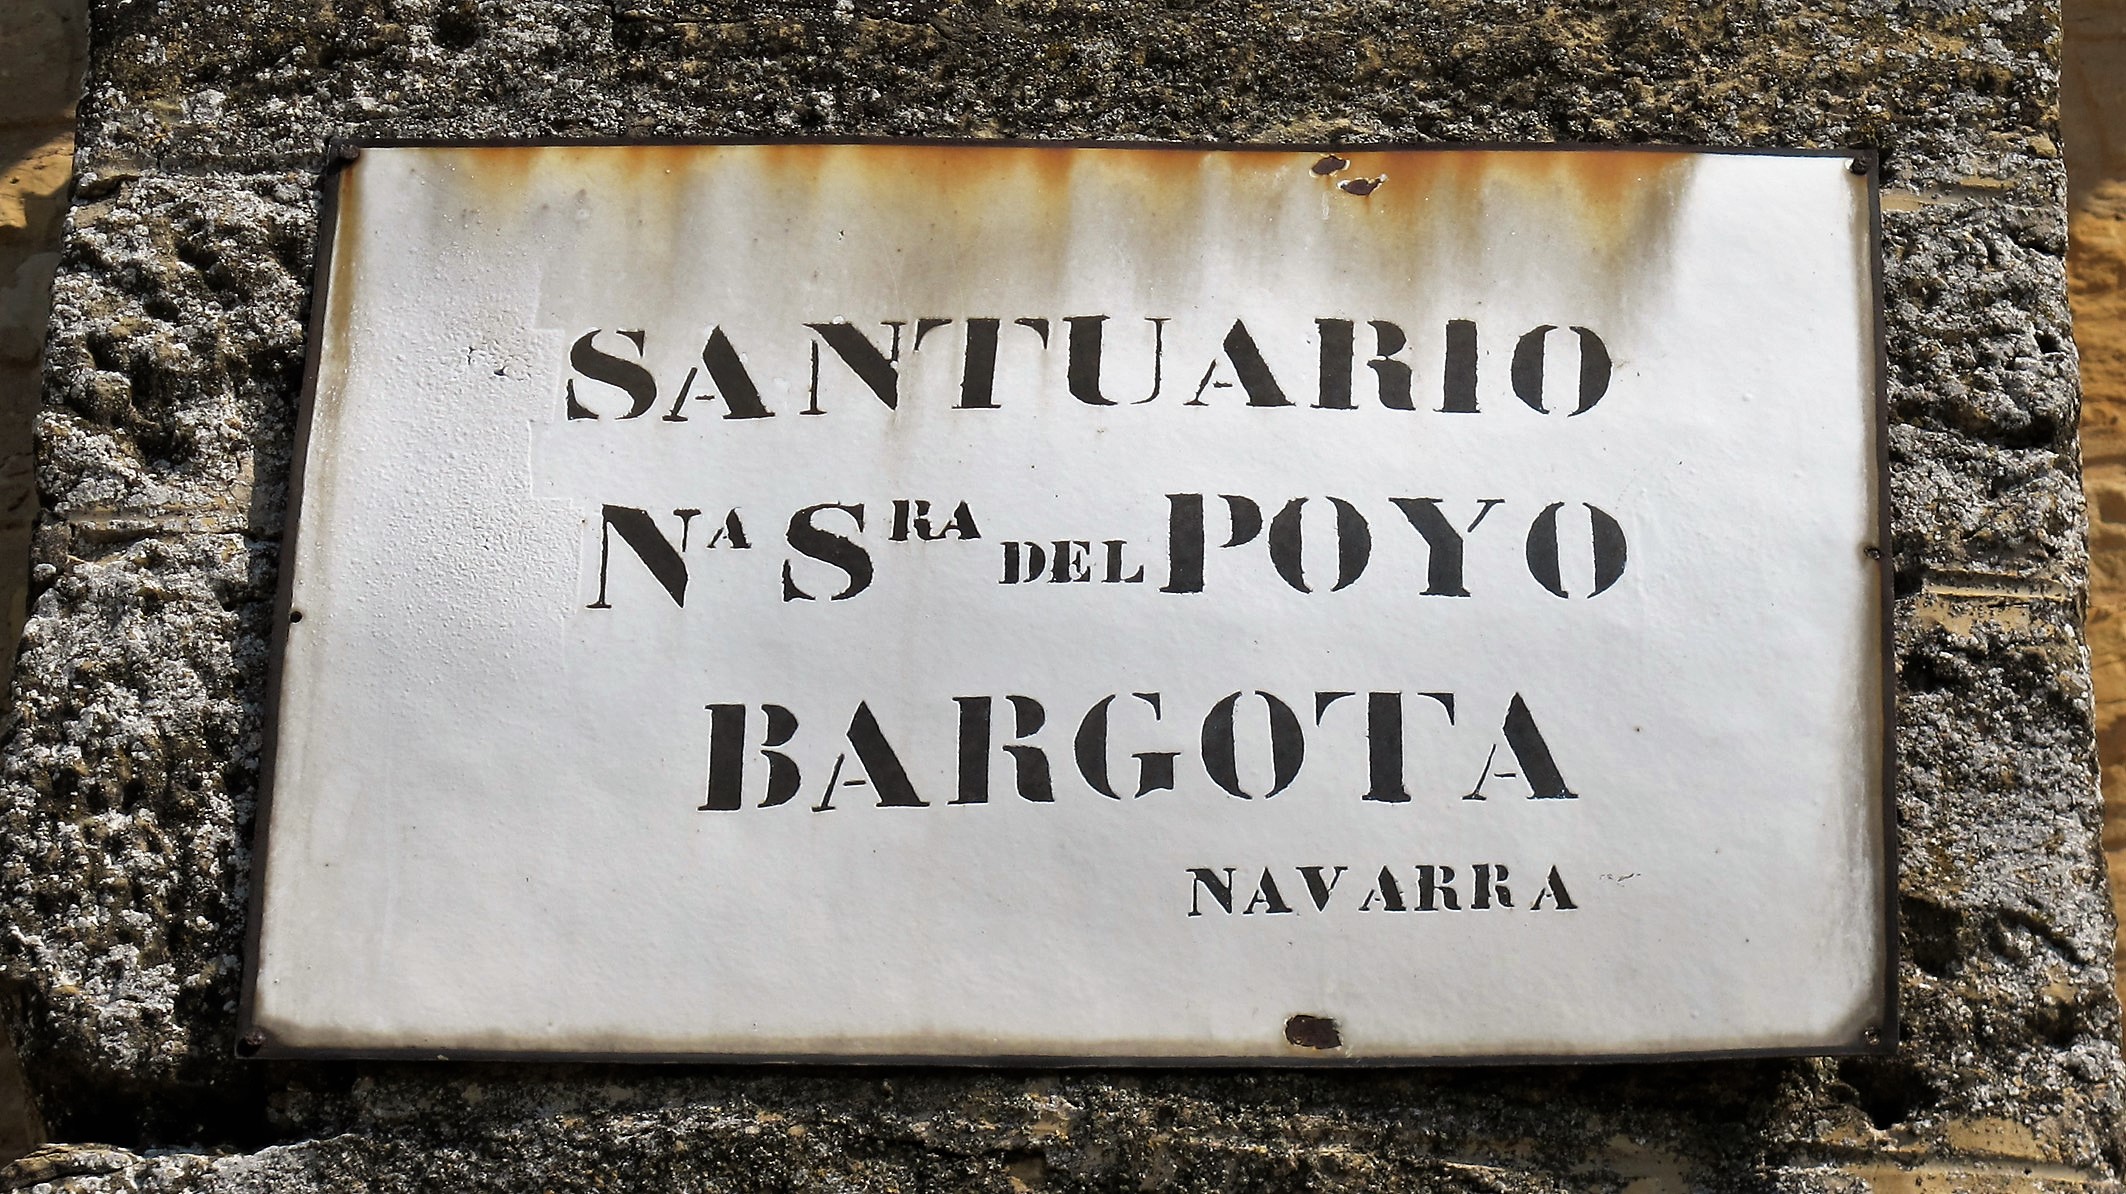 SANTUARIO
Nᴬ Sᴿᴬ DEL POYO
BARGOTA
NAVARRA